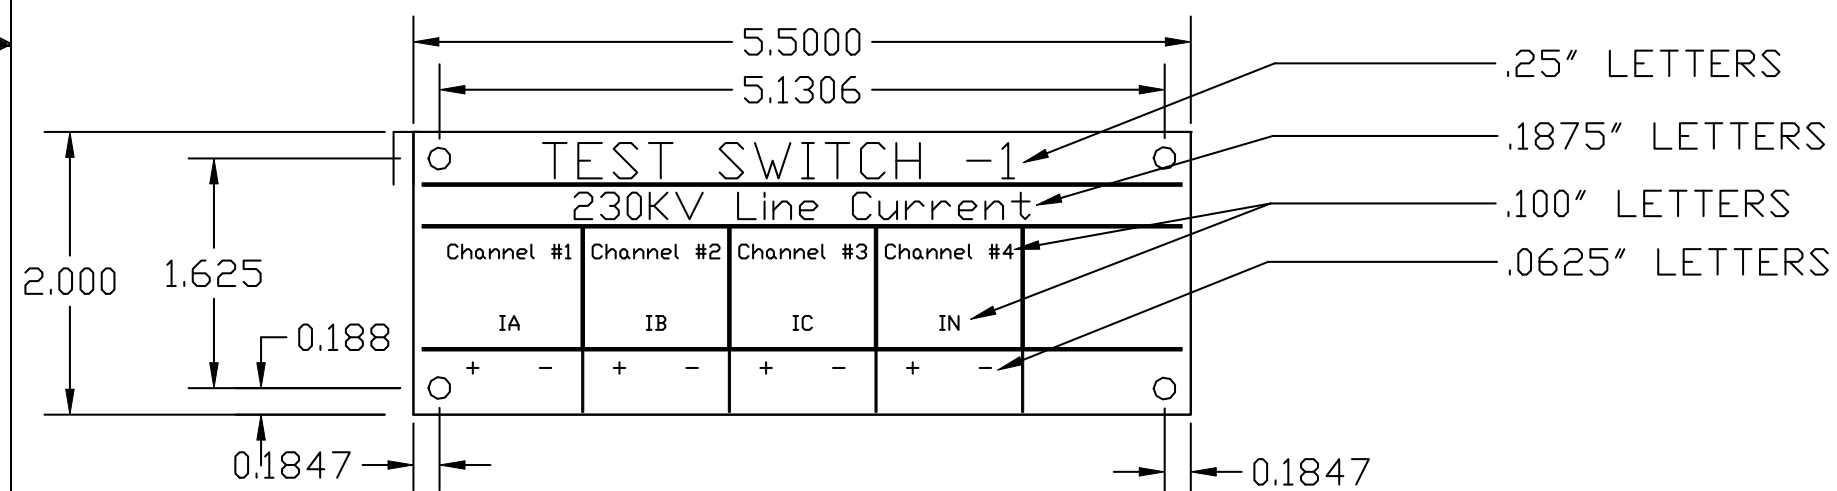 5.5000
.25" LETTERS
5.1306
.1875" LETTERS
TEST SWITCH -1
230KV Line Current
.100" LETTERS
Channel #1 Channel #2 Channel #3 Channel #4
.0625" LETTERS
2.000
1.625
IA IB IC IN
0.188
+ - + - + - + -
0.1847
0.1847